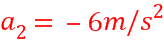 a₂ = − 6m/s²